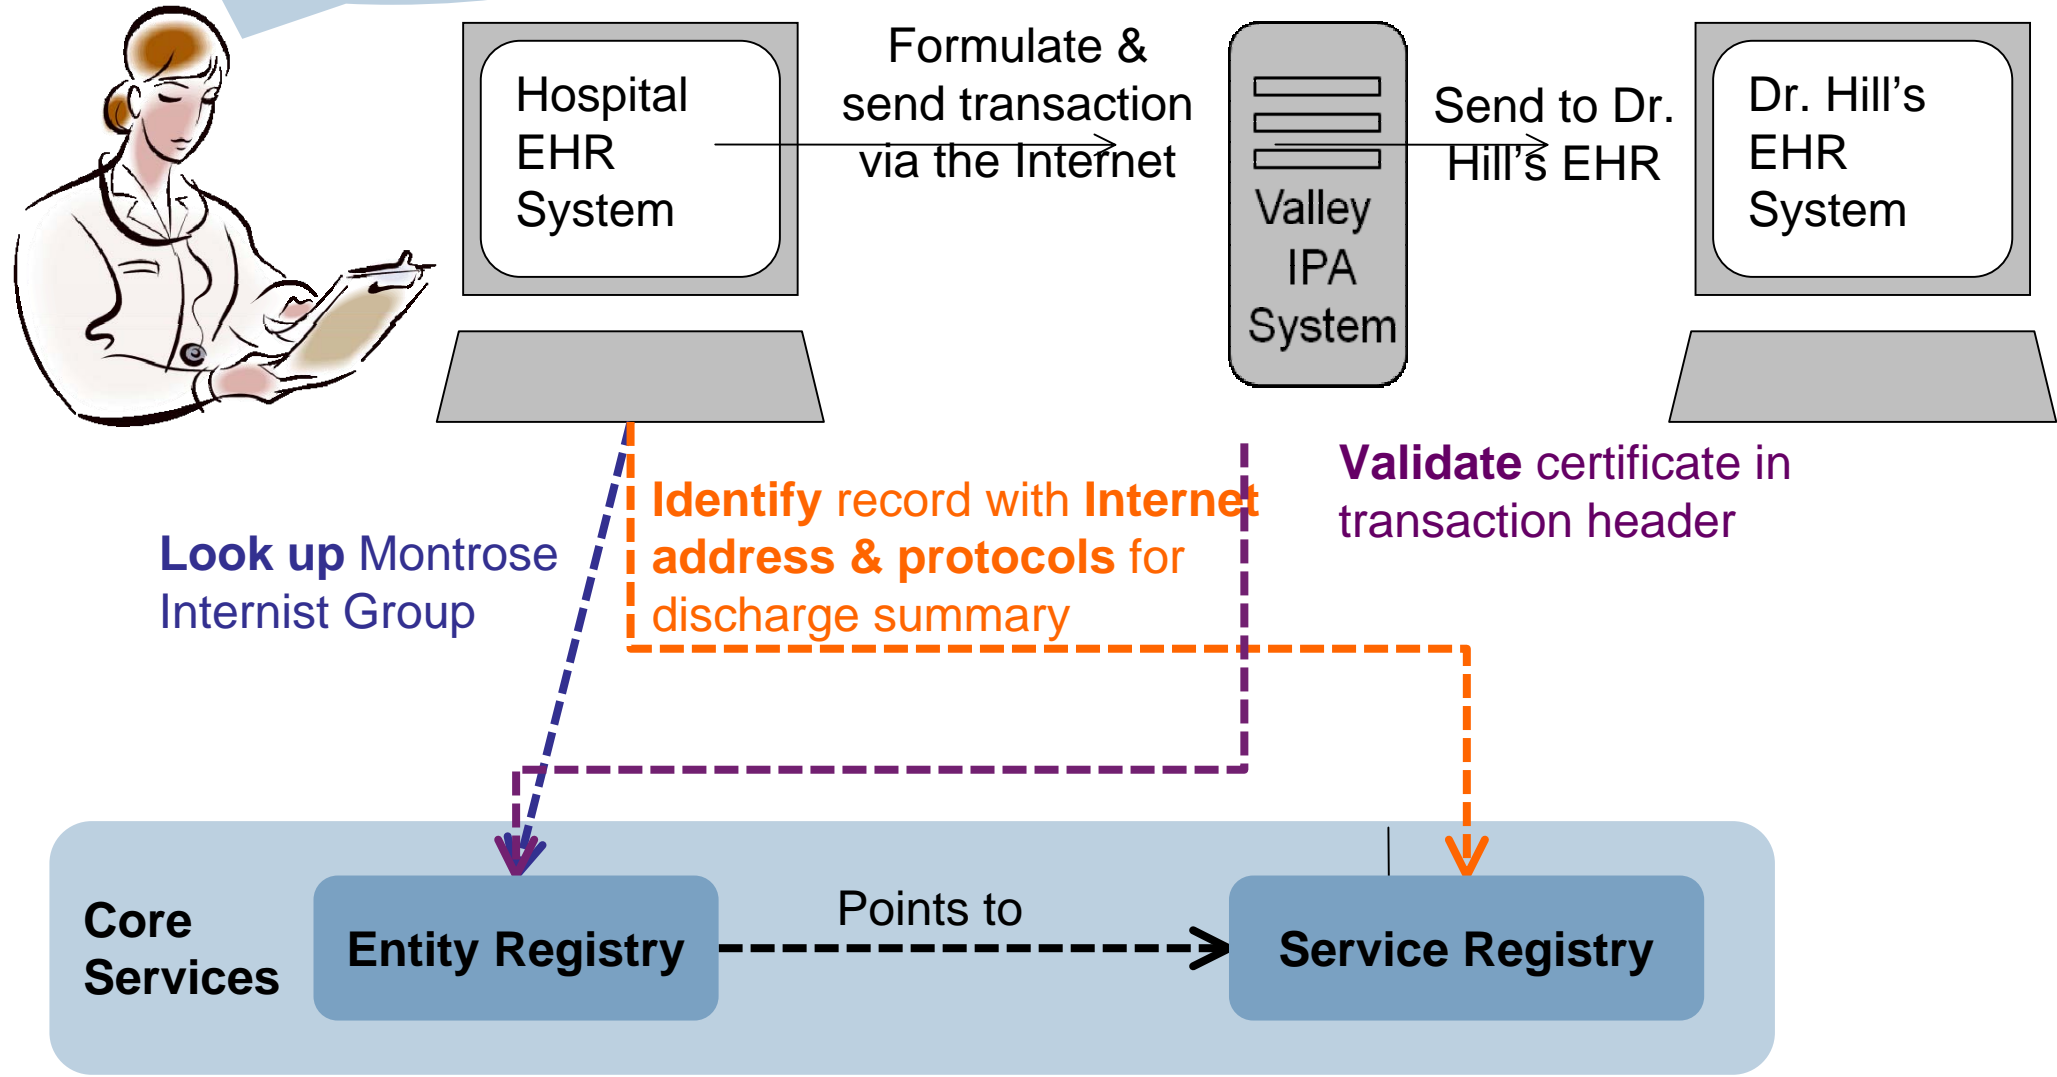 Hospital
EHR
System
Formulate &
send transaction
via the Internet
Valley
IPA
System
Send to Dr.
Hill's EHR
Dr. Hill’s
EHR
System
Look up Montrose
Internist Group
Identify record with Internet
address & protocols for
discharge summary
Validate certificate in
transaction header
Core
Services
Entity Registry
Points to
Service Registry